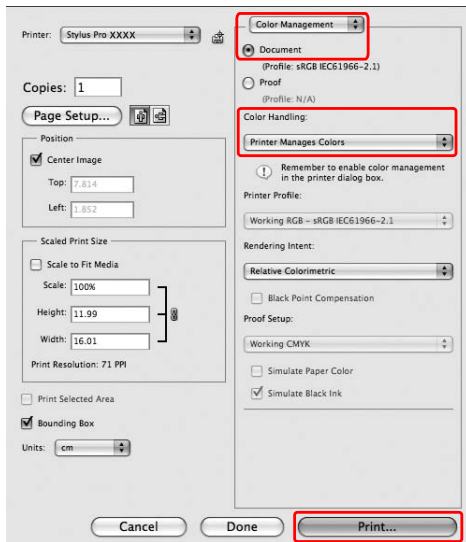 Printer: Stylus Pro XXXX
Copies: 1
Page Setup...
Position
Center Image
Top: 7.814
Left: 1.852
Scaled Print Size
Scale to Fit Media
Scale: 100%
Height: 11.99
Width: 16.01
Print Resolution: 71 PPI
Print Selected Area
Bounding Box
Units: cm
Color Management
Document
(Profile: sRGB IEC61966-2.1)
Proof
(Profile: N/A)
Color Handling:
Printer Manages Colors
Remember to enable color management
in the printer dialog box.
Printer Profile:
Working RGB - sRGB IEC61966-2.1
Rendering Intent:
Relative Colorimetric
Black Point Compensation
Proof Setup:
Working CMYK
Simulate Paper Color
Simulate Black Ink
Cancel
Done
Print...